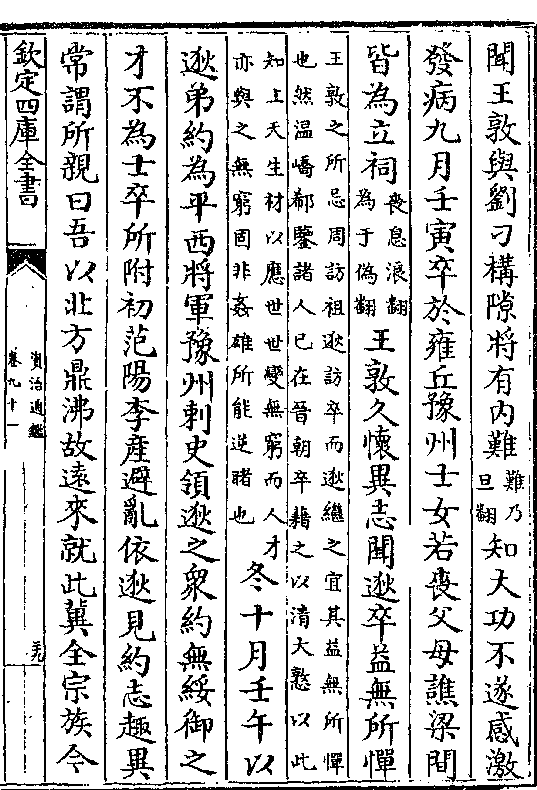 聞王敦與劉刁構隙將有内難難乃旦翻知大功不遂感激
發病九月壬寅卒於雍丘豫州士女若喪父母譙梁間
皆為立祠喪息浪翻為于偽翻王敦久懷異志聞逖卒益無所憚
王敦之所忌周訪祖逖訪卒而逖繼之宜其益無所憚
也然温嶠郗鑒諸人已在晉朝卒藉之以清大憝以此
知上天生材以應世世變無窮而人才
亦與之無窮固非姦雄所能逆睹也
冬十月壬午以
逖弟約為平西將軍豫州刺史領逖之衆約無綏御之
才不為士卒所附初范陽李産避亂依逖見約志趣異
常謂所親曰吾以北方鼎沸故遠來就此冀全宗族今
欽定四庫全書
資治通鑑
卷九十一